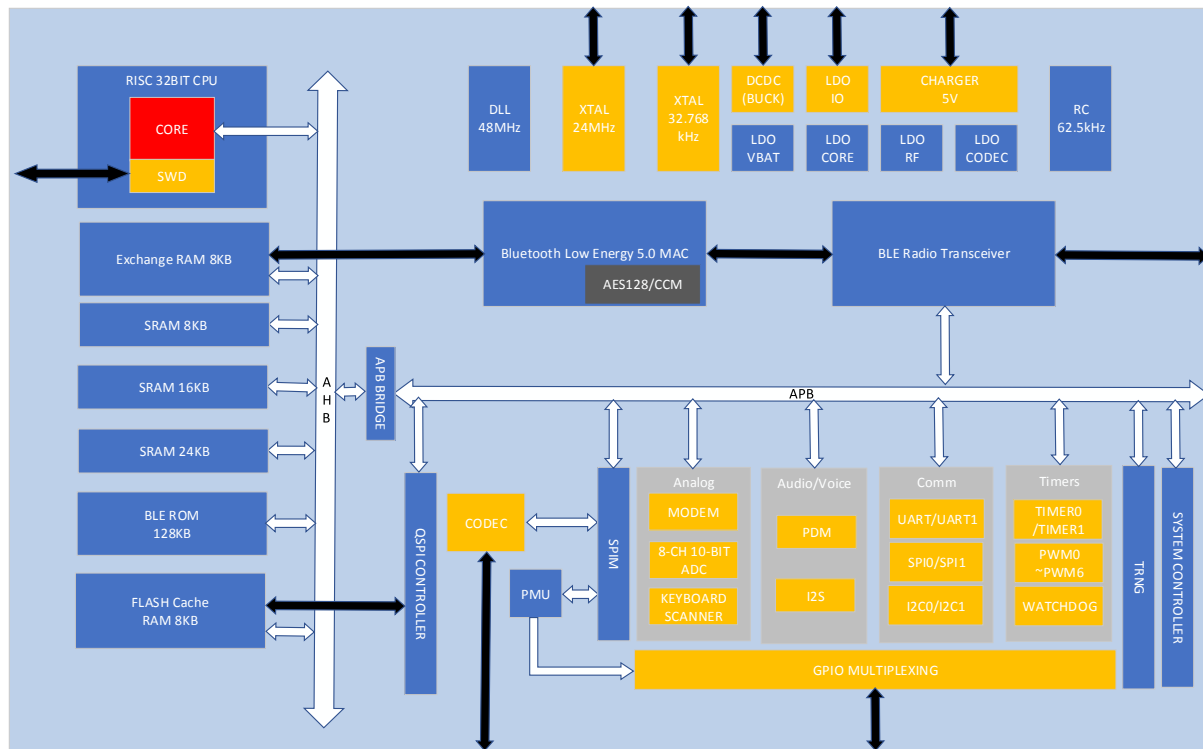 RISC 32BIT CPU
CORE
SWD
DLL
48MHz
XTAL
24MHz
XTAL
32.768
kHz
DCDC
(BUCK)
LDO
IO
CHARGER
5V
LDO
VBAT
LDO
CORE
LDO
RF
LDO
CODEC
RC
62.5kHz
Exchange RAM 8KB
Bluetooth Low Energy 5.0 MAC
AES128/CCM
BLE Radio Transceiver
SRAM 8KB
SRAM 16KB
SRAM 24KB
BLE ROM
128KB
FLASH Cache
RAM 8KB
AHB
APB BRIDGE
APB
QSPI CONTROLLER
CODEC
PMU
SPIM
Analog
MODEM
8-CH 10-BIT
ADC
KEYBOARD
SCANNER
Audio/Voice
PDM
I2S
Comm
UART/UART1
SPI0/SPI1
I2C0/I2C1
Timers
TIMER0
/TIMER1
PWM0
~PWM6
WATCHDOG
TRNG
SYSTEM CONTROLLER
GPIO MULTIPLEXING